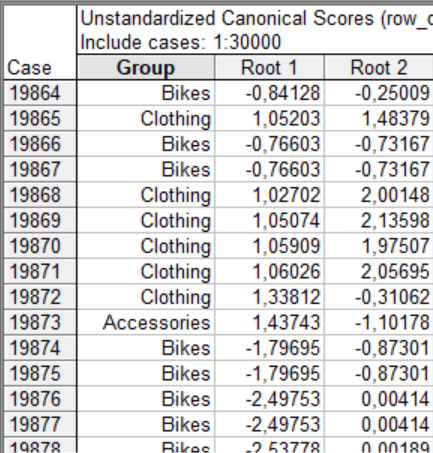 Unstandardized Canonical Scores (row_
Include cases: 1:30000
Case Group Root 1 Root 2
19864 Bikes -0,84128 -0,25009
19865 Clothing 1,05203 1,48379
19866 Bikes -0,76603 -0,73167
19867 Bikes -0,76603 -0,73167
19868 Clothing 1,02702 2,00148
19869 Clothing 1,05074 2,13598
19870 Clothing 1,05909 1,97507
19871 Clothing 1,06026 2,05695
19872 Clothing 1,33812 -0,31062
19873 Accessories 1,43743 -1,10178
19874 Bikes -1,79695 -0,87301
19875 Bikes -1,79695 -0,87301
19876 Bikes -2,49753 0,00414
19877 Bikes -2,49753 0,00414
19878 Bikes -2,53778 0,00189